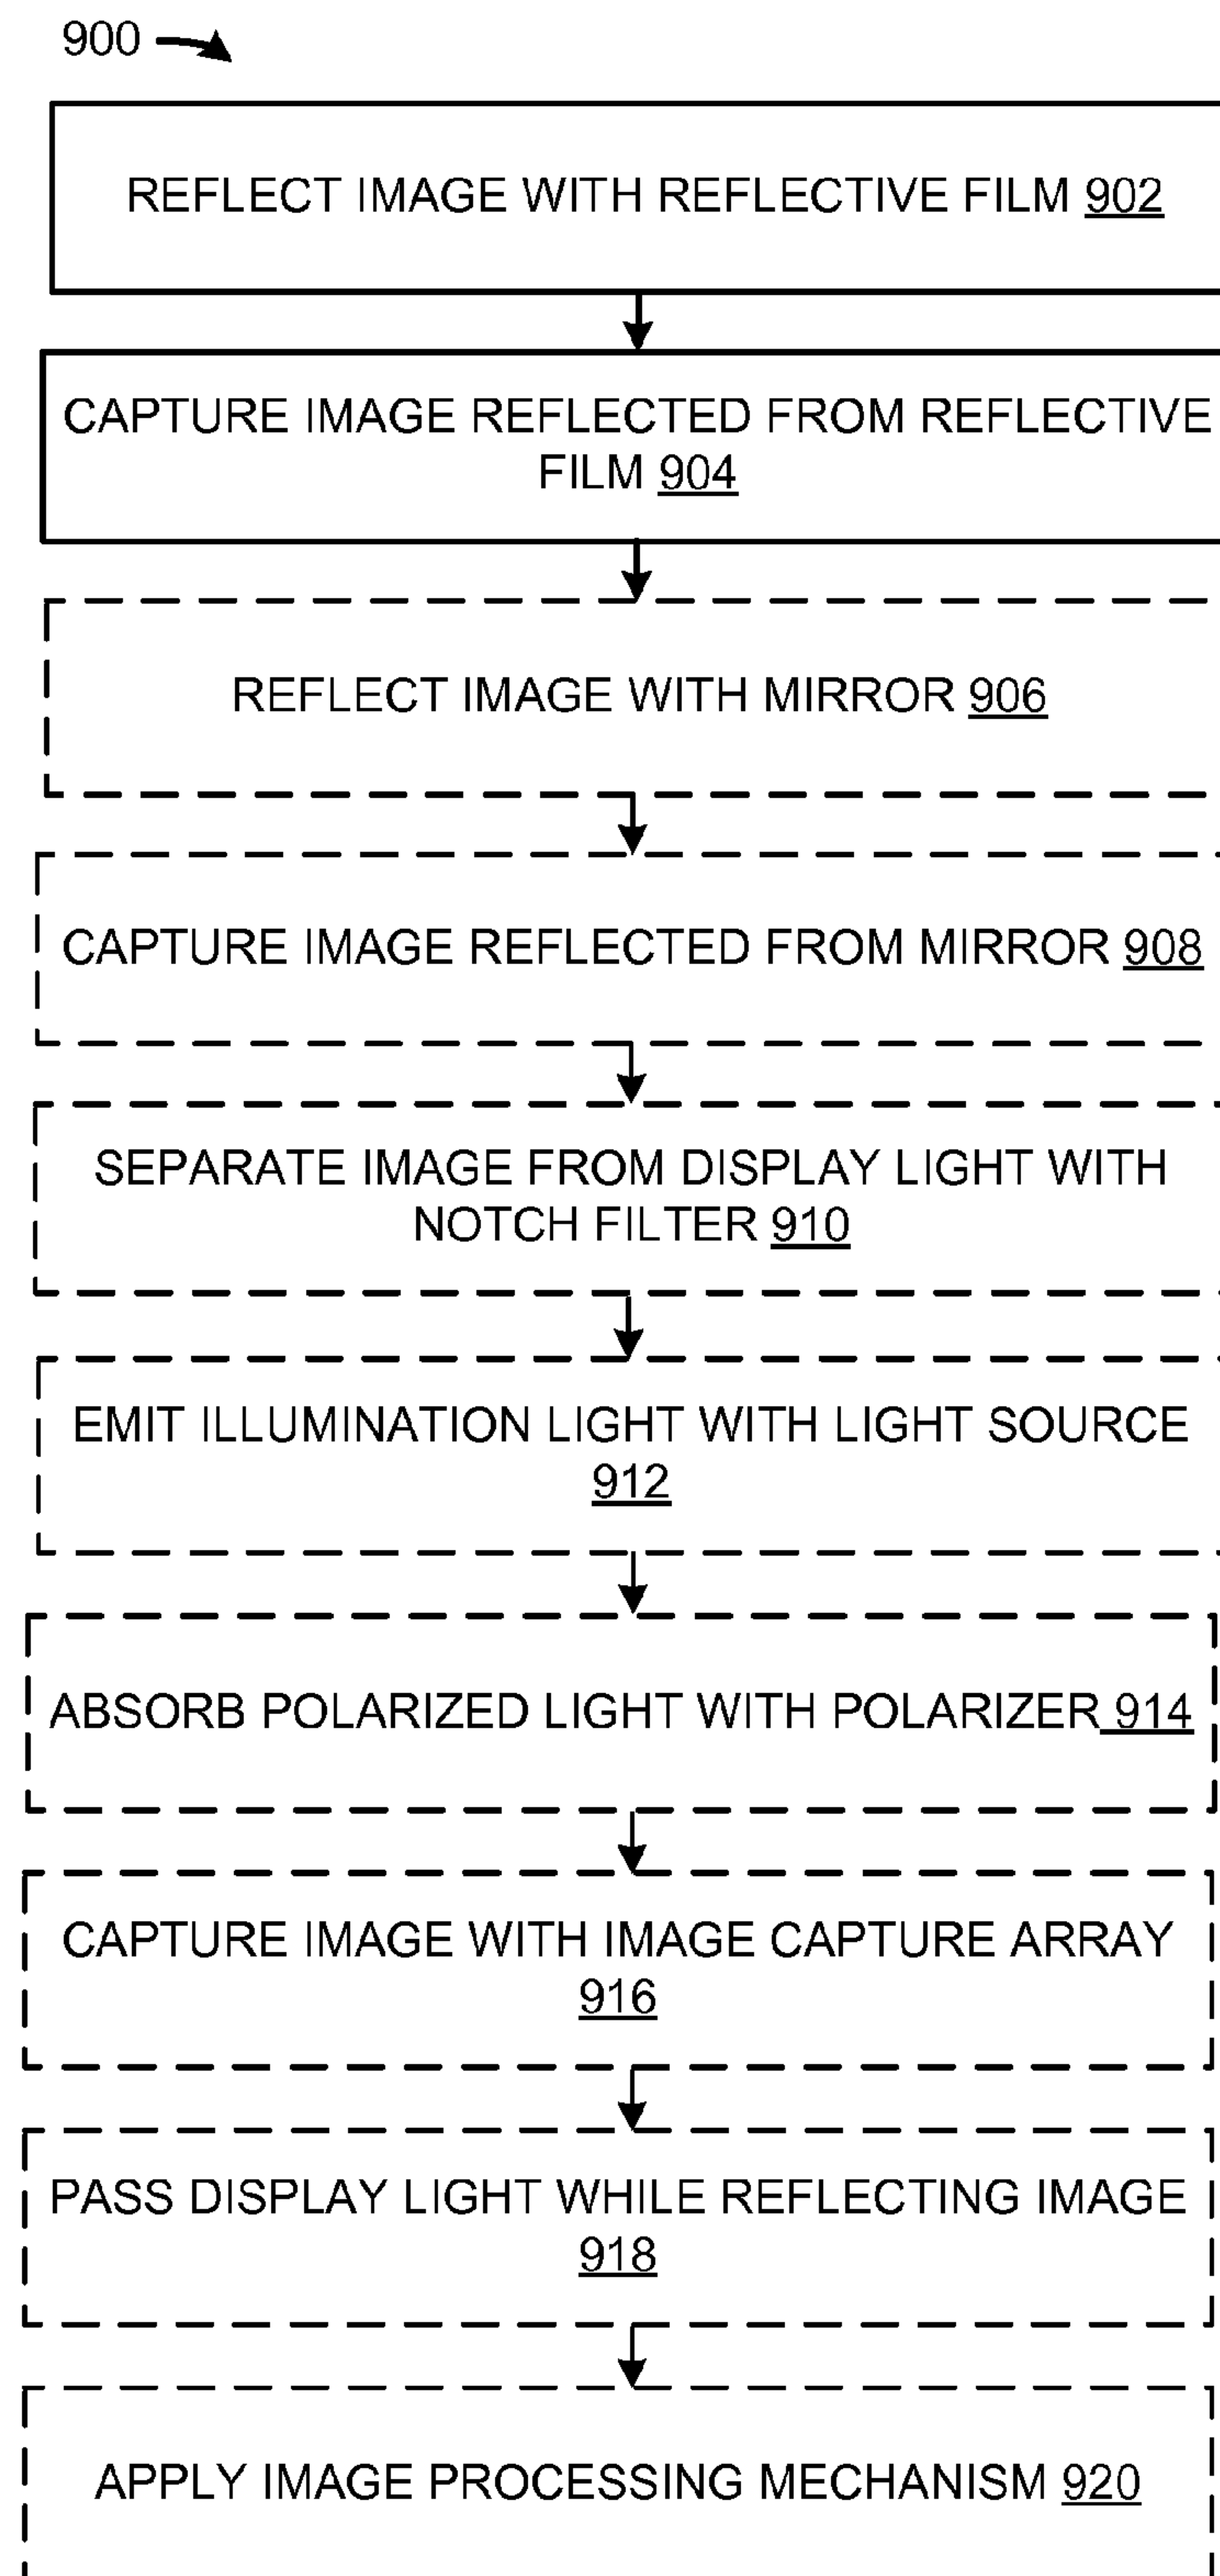 900
REFLECT IMAGE WITH REFLECTIVE FILM 902
CAPTURE IMAGE REFLECTED FROM REFLECTIVE
FILM 904
REFLECT IMAGE WITH MIRROR 906
CAPTURE IMAGE REFLECTED FROM MIRROR 908
SEPARATE IMAGE FROM DISPLAY LIGHT WITH
NOTCH FILTER 910
EMIT ILLUMINATION LIGHT WITH LIGHT SOURCE
912
ABSORB POLARIZED LIGHT WITH POLARIZER 914
CAPTURE IMAGE WITH IMAGE CAPTURE ARRAY
916
PASS DISPLAY LIGHT WHILE REFLECTING IMAGE
918
APPLY IMAGE PROCESSING MECHANISM 920